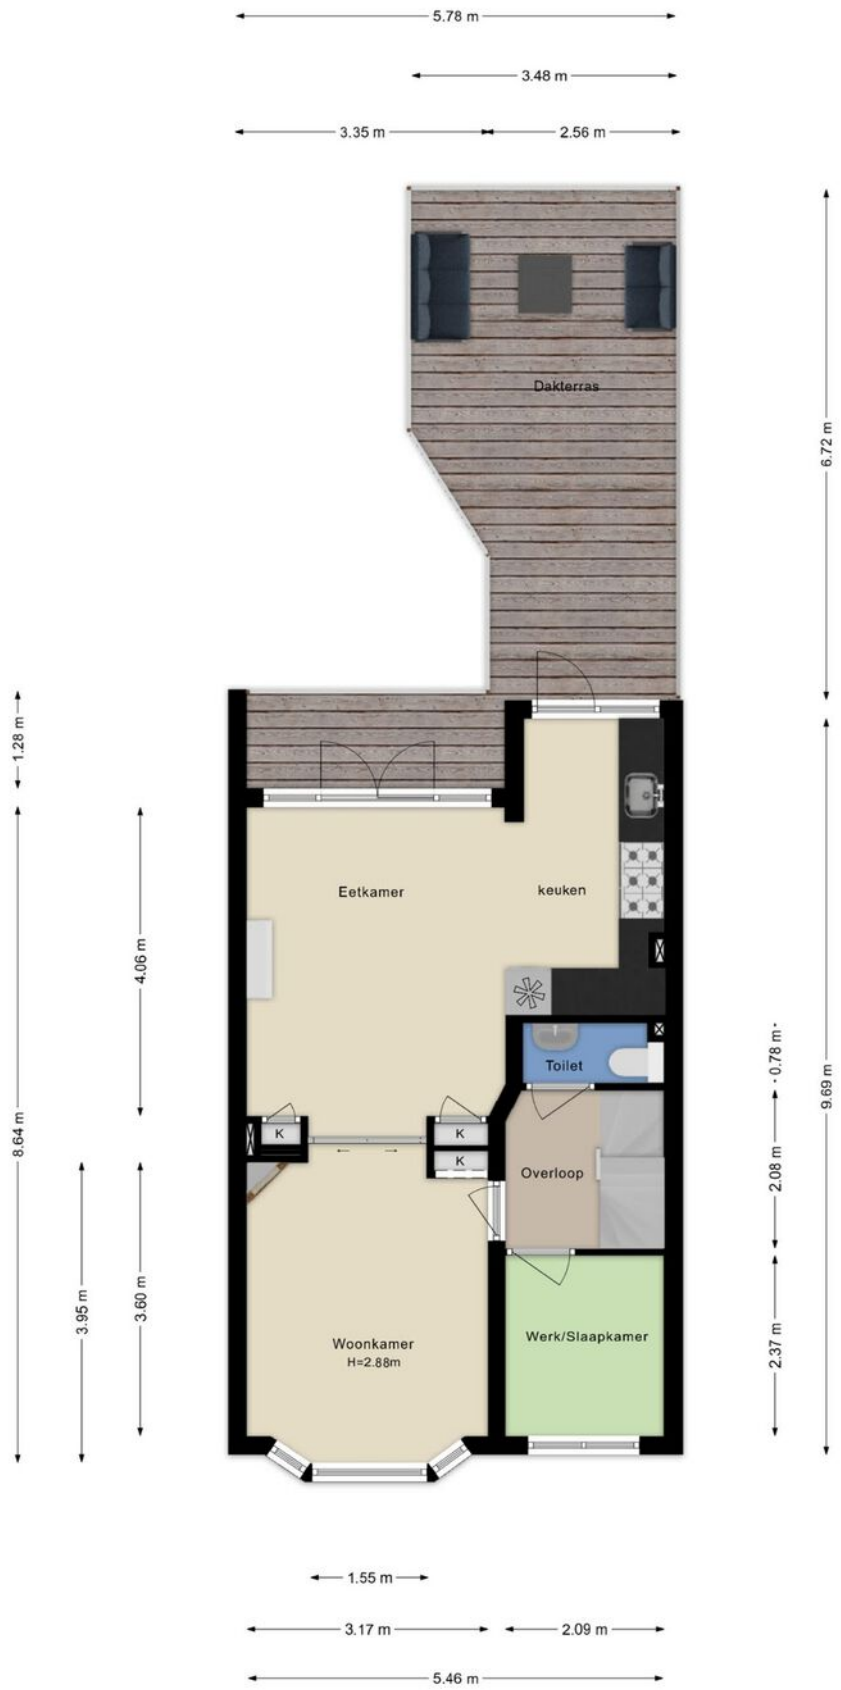 5.78 m
3.48 m
3.35 m
2.56 m
Dakterras
6.72 m
1.28 m
Eetkamer
keuken
4.06 m
8.64 m
0.78 m
Toilet
9.69 m
K
K
K
Overloop
2.08 m
3.95 m
3.60 m
Woonkamer
H=2.88m
Werk/Slaapkamer
2.37 m
1.55 m
3.17 m
2.09 m
5.46 m